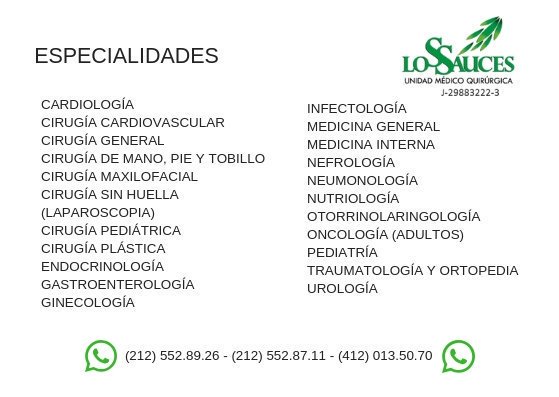 ESPECIALIDADES
LOS SAUCES
UNIDAD MÉDICO QUIRÚRGICA
J-29883222-3
CARDIOLOGÍA
CIRUGÍA CARDIOVASCULAR
CIRUGÍA GENERAL
CIRUGÍA DE MANO, PIE Y TOBILLO
CIRUGÍA MAXILOFACIAL
CIRUGÍA SIN HUELLA
(LAPAROSCOPIA)
CIRUGÍA PEDIÁTRICA
CIRUGÍA PLÁSTICA
ENDOCRINOLOGÍA
GASTROENTEROLOGÍA
GINECOLOGÍA
INFECTOLOGÍA
MEDICINA GENERAL
MEDICINA INTERNA
NEFROLOGÍA
NEUMONOLOGÍA
NUTRIOLOGÍA
OTORRINOLARINGOLOGÍA
ONCOLOGÍA (ADULTOS)
PEDIATRÍA
TRAUMATOLOGÍA Y ORTOPEDIA
UROLOGÍA
(212) 552.89.26 - (212) 552.87.11 - (412) 013.50.70